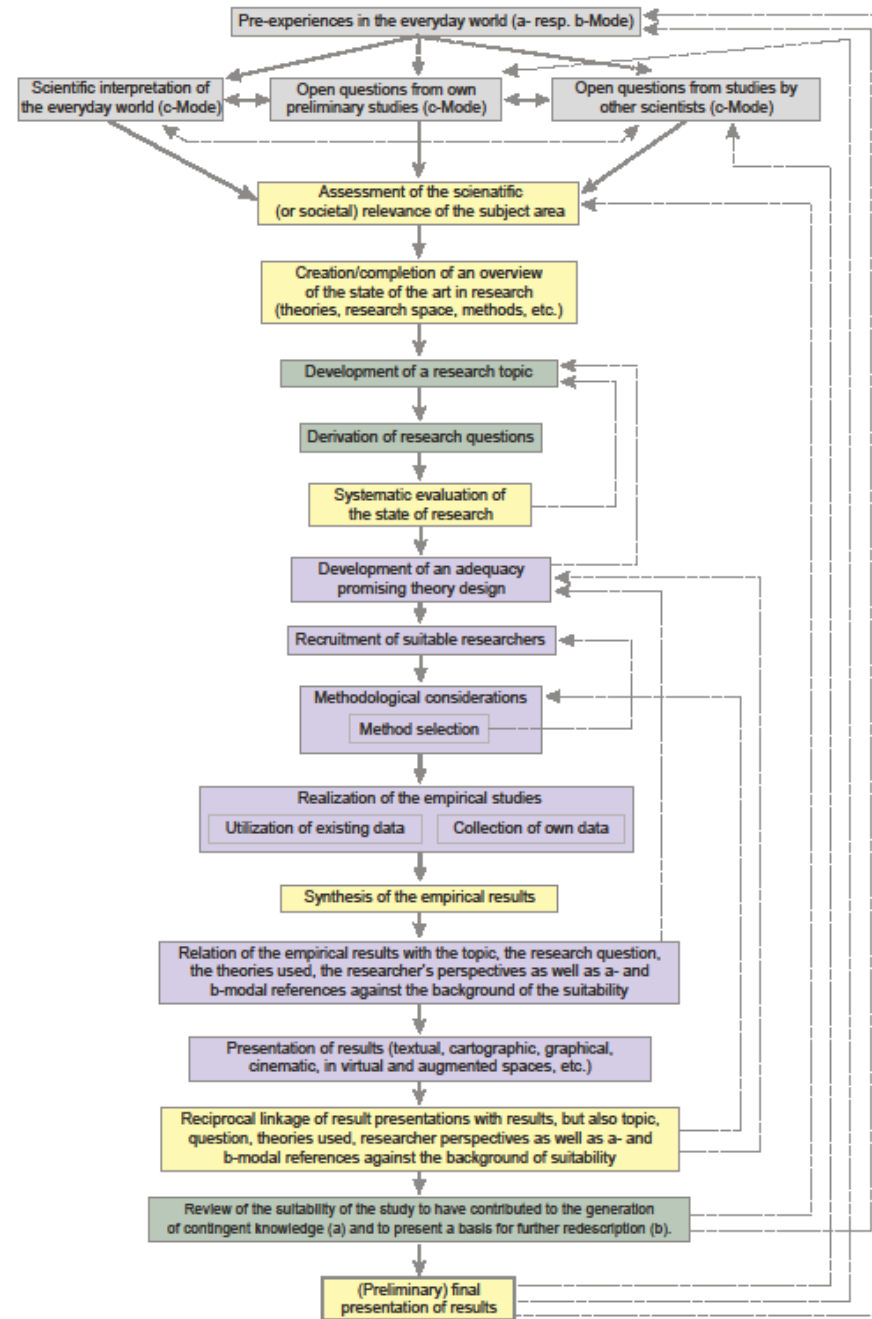 Pre-experiences in the everyday world (a- resp. b-Mode)
Scientific interpretation of
the everyday world (c-Mode)
Open questions from own
preliminary studies (c-Mode)
Open questions from studies by
other scientists (c-Mode)
Assessment of the scienatific
(or societal) relevance of the subject area
Creation/completion of an overview
of the state of the art in research
(theories, research space, methods, etc.)
Development of a research topic
Derivation of research questions
Systematic evaluation of
the state of research
Development of an adequacy
promising theory design
Recruitment of suitable researchers
Methodological considerations
Method selection
Realization of the empirical studies
Utilization of existing data
Collection of own data
Synthesis of the empirical results
Relation of the empirical results with the topic, the research question,
the theories used, the researcher's perspectives as well as a- and
b-modal references against the background of the suitability
Presentation of results (textual, cartographic, graphical,
cinematic, in virtual and augmented spaces, etc.)
Reciprocal linkage of result presentations with results, but also topic,
question, theories used, researcher perspectives as well as a- and
b-modal references against the background of suitability
Review of the suitability of the study to have contributed to the generation
of contingent knowledge (a) and to present a basis for further redescription (b).
(Preliminary) final
presentation of results